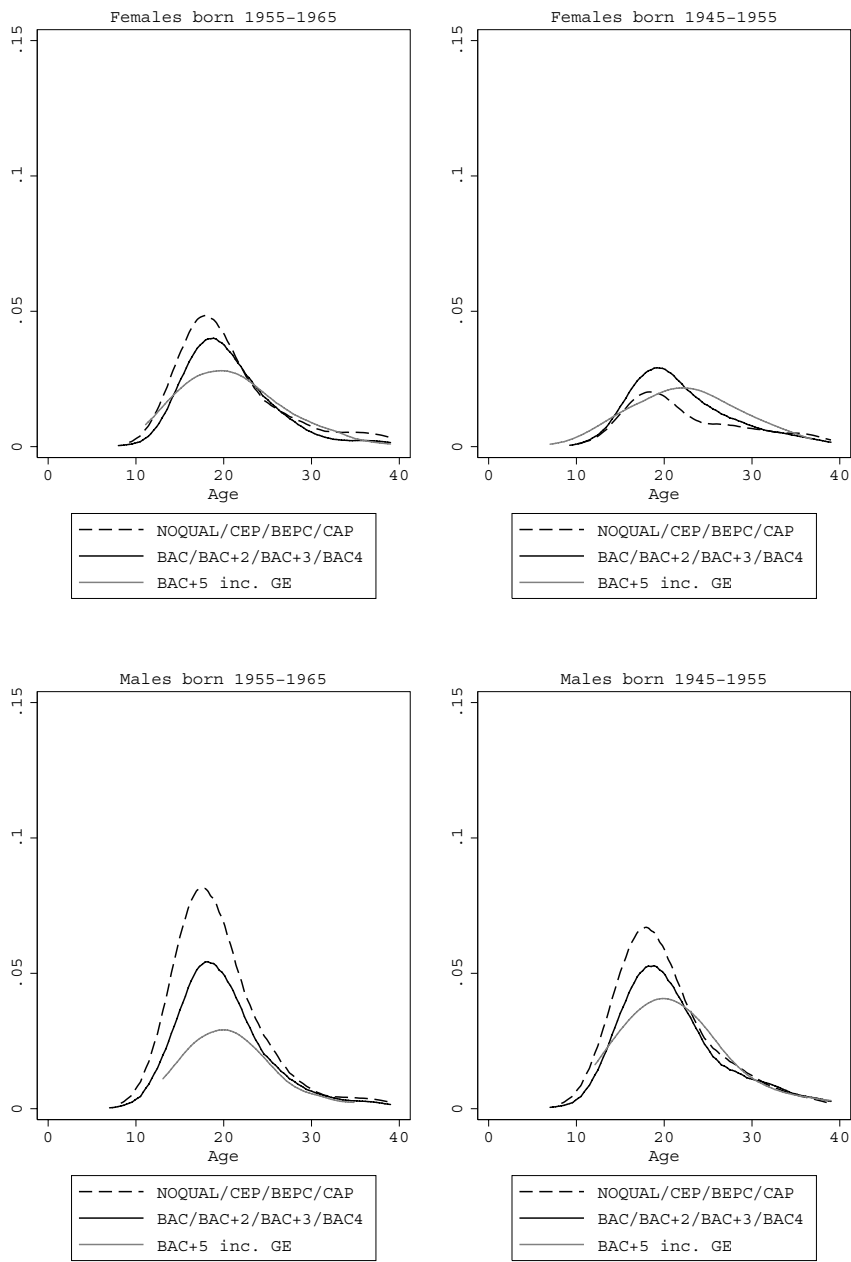 Females born 1955-1965
.15
.1
.05
0
0 10 20 30 40
Age
NOQUAL/CEP/BEPC/CAP
BAC/BAC+2/BAC+3/BAC4
BAC+5 inc. GE
Females born 1945-1955
.15
.1
.05
0
0 10 20 30 40
Age
NOQUAL/CEP/BEPC/CAP
BAC/BAC+2/BAC+3/BAC4
BAC+5 inc. GE
Males born 1955-1965
.15
.1
.05
0
0 10 20 30 40
Age
NOQUAL/CEP/BEPC/CAP
BAC/BAC+2/BAC+3/BAC4
BAC+5 inc. GE
Males born 1945-1955
.15
.1
.05
0
0 10 20 30 40
Age
NOQUAL/CEP/BEPC/CAP
BAC/BAC+2/BAC+3/BAC4
BAC+5 inc. GE